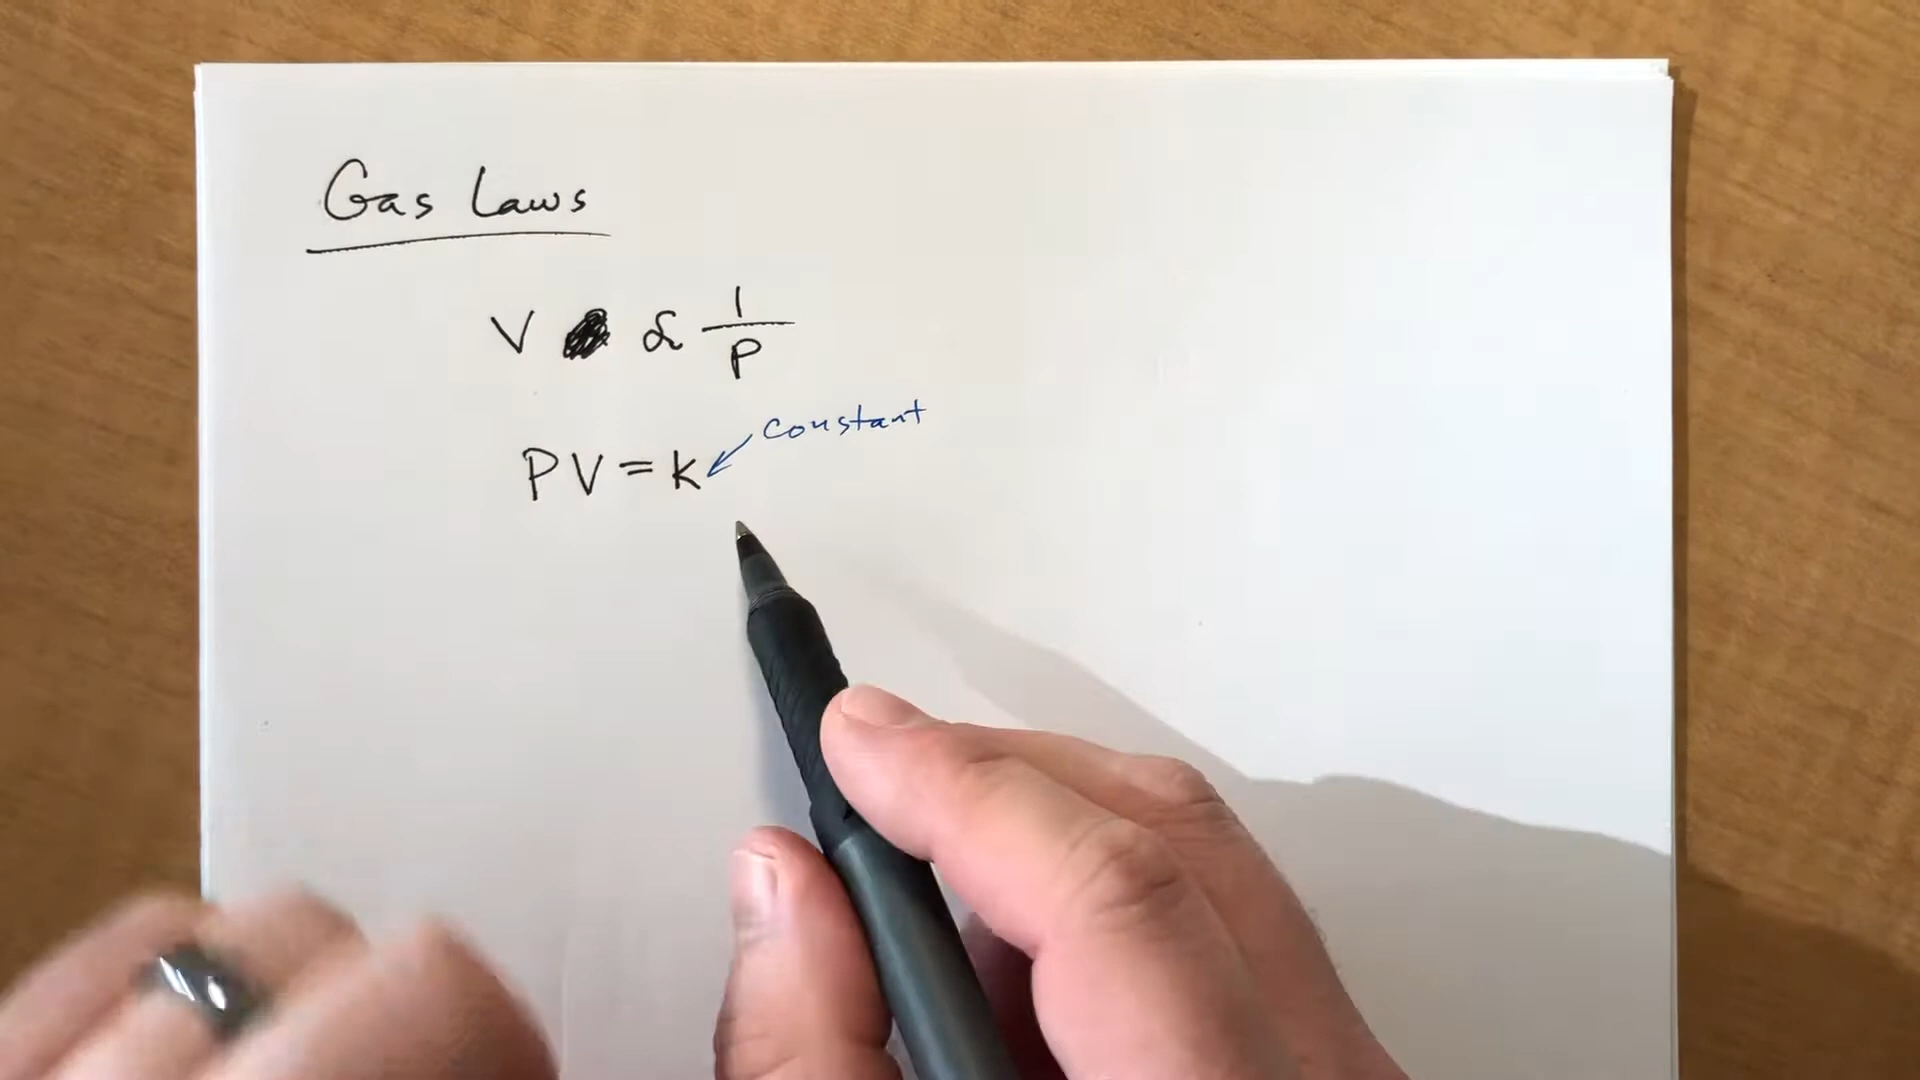 Gas Laws
V ∝ 1/P
constant
PV = k